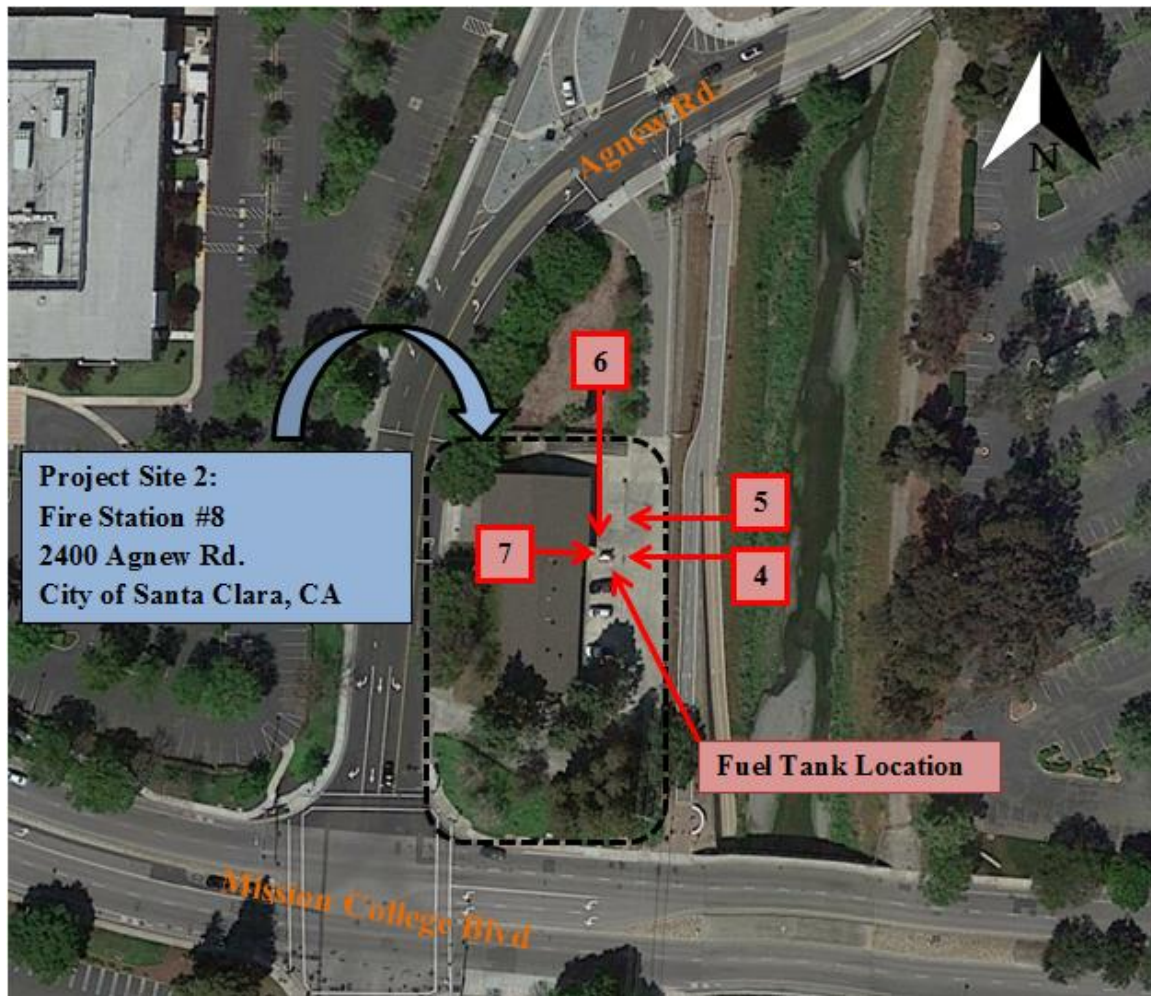 Agnew Rd.
N
6
Project Site 2:
Fire Station #8
2400 Agnew Rd.
City of Santa Clara, CA
5
7
4
Fuel Tank Location
Mission College Blvd